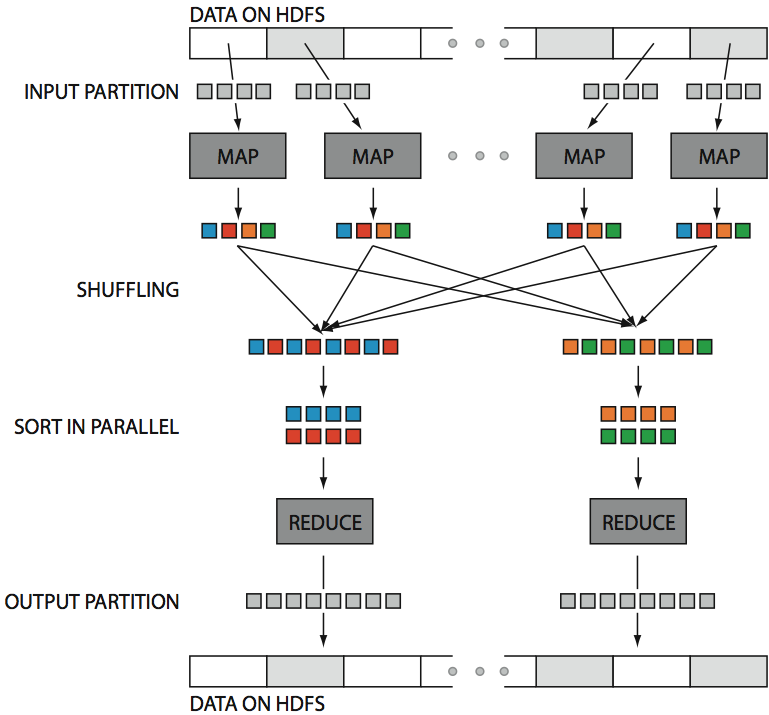 DATA ON HDFS
INPUT PARTITION
MAP
MAP
MAP
MAP
SHUFFLING
SORT IN PARALLEL
REDUCE
REDUCE
OUTPUT PARTITION
DATA ON HDFS